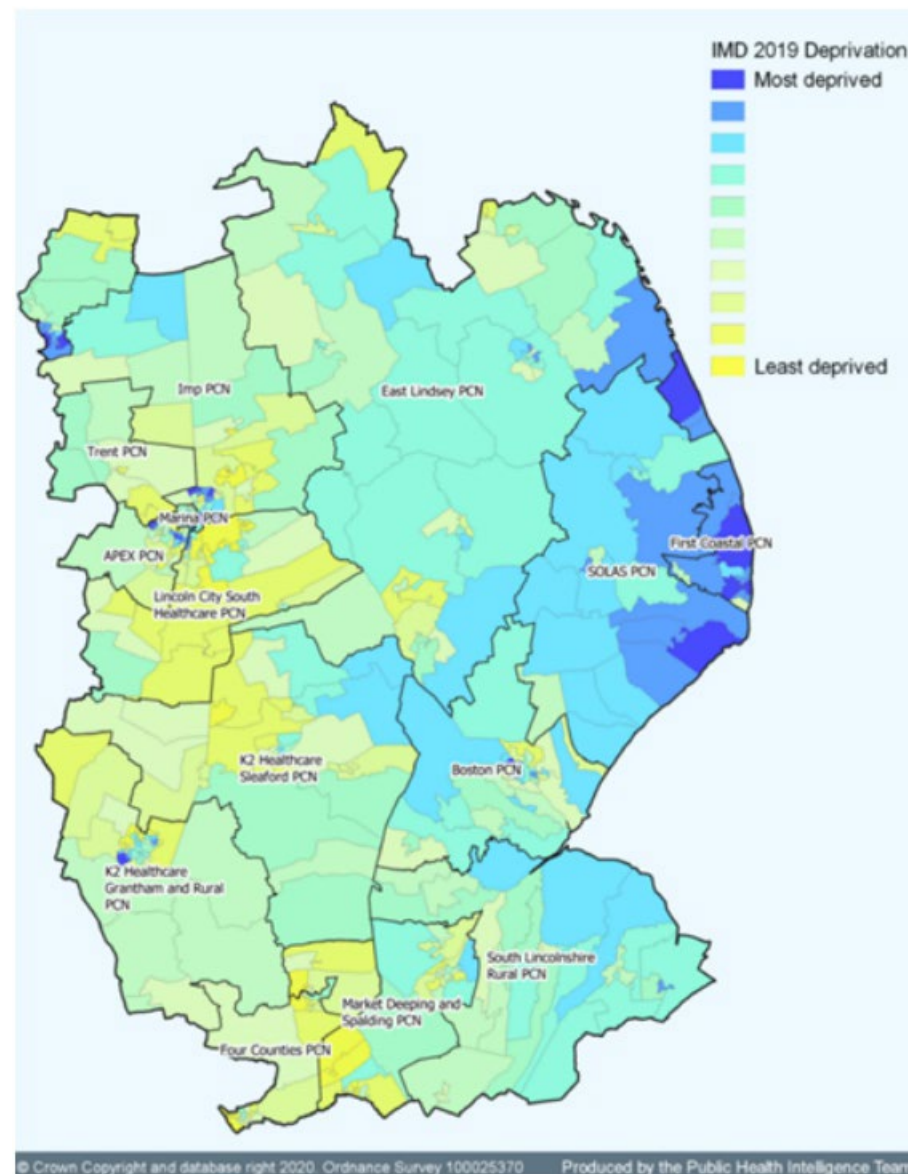 IMD 2019 Deprivation
Most deprived
Least deprived
Imp PCN
East Lindsey PCN
Trent PCN
Marina PCN
First Coastal PCN
APEX PCN
SOLAS PCN
Lincoln City South
Healthcare PCN
K2 Healthcare
Sleaford PCN
Boston PCN
K2 Healthcare
Grantham and Rural
PCN
South Lincolnshire
Rural PCN
Market Deeping and
Spalding PCN
Four Counties PCN
© Crown Copyright and database right 2020. Ordnance Survey 100025370
Produced by the Public Health Intelligence Team